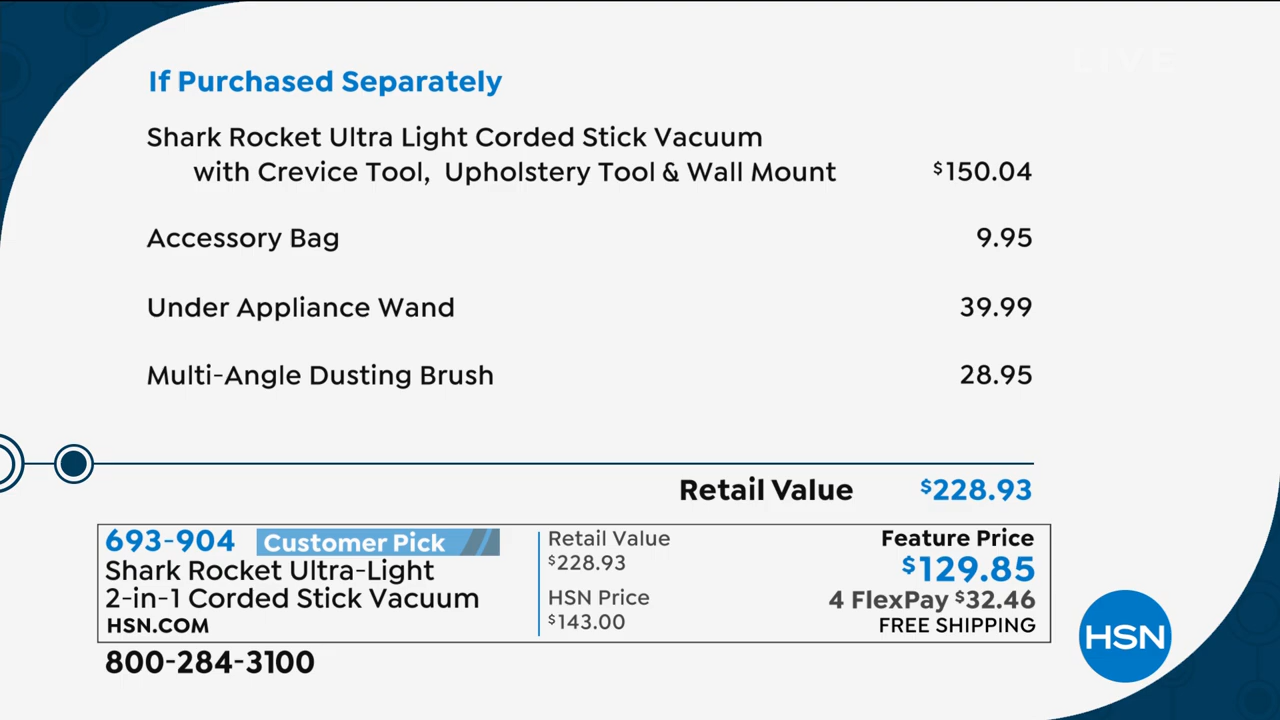 LIVE
If Purchased Separately
Shark Rocket Ultra Light Corded Stick Vacuum
with Crevice Tool, Upholstery Tool & Wall Mount $150.04
Accessory Bag 9.95
Under Appliance Wand 39.99
Multi-Angle Dusting Brush 28.95
Retail Value $228.93
693-904 Customer Pick
Shark Rocket Ultra-Light
2-in-1 Corded Stick Vacuum
HSN.COM
Retail Value
$228.93
HSN Price
$143.00
Feature Price
$129.85
4 FlexPay $32.46
FREE SHIPPING
800-284-3100
HSN